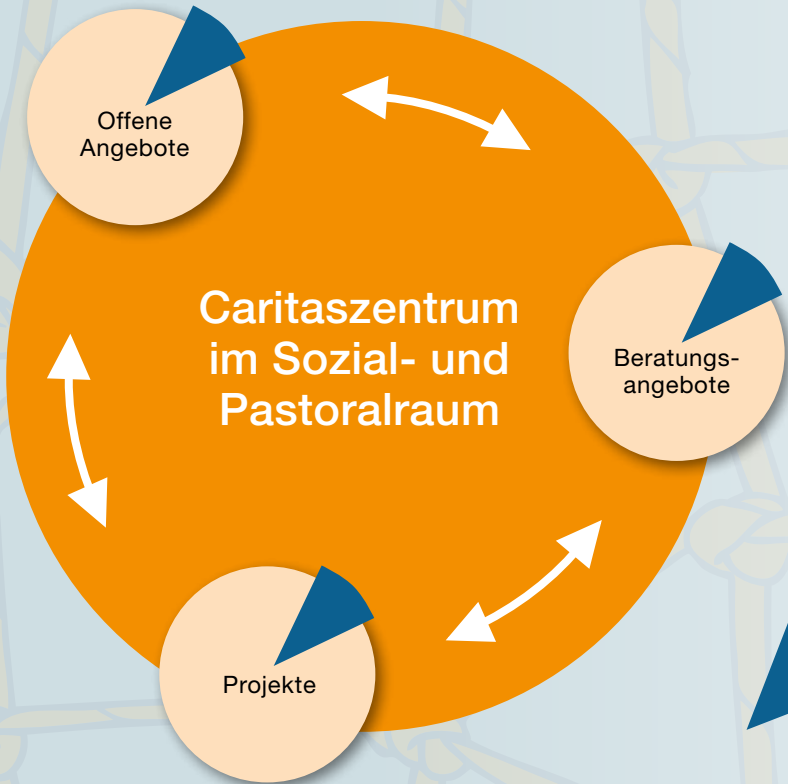 Offene
Angebote
Caritaszentrum
im Sozial- und
Pastoralraum
Beratungs-
angebote
Projekte